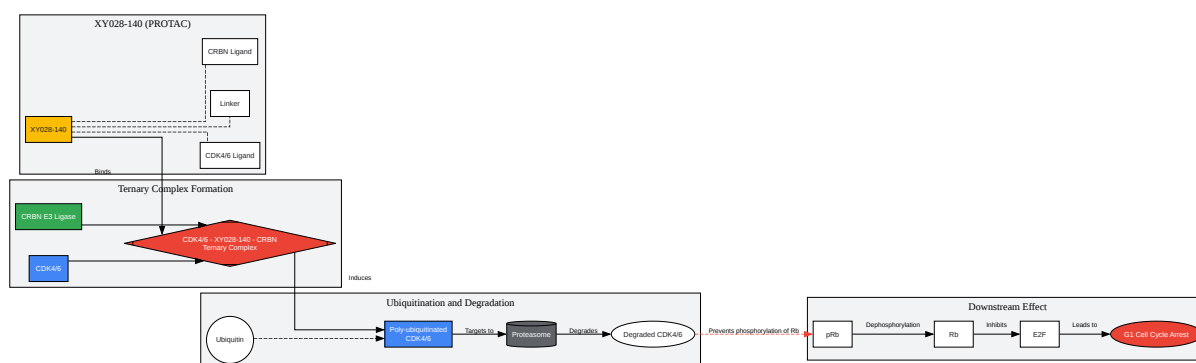 XY028-140 (PROTAC)
CRBN Ligand
Linker
XY028-140
CDK4/6 Ligand
Binds
Ternary Complex Formation
CRBN E3 Ligase
CDK4/6 - XY028-140 - CRBN
Ternary Complex
CDK4/6
Induces
Ubiquitination and Degradation
Ubiquitin
Poly-ubiquitinated
CDK4/6
Targets to
Proteasome
Degrades
Degraded CDK4/6
Prevents phosphorylation of Rb
Downstream Effect
pRb
Dephosphorylation
Rb
Inhibits
E2F
Leads to
G1 Cell Cycle Arrest